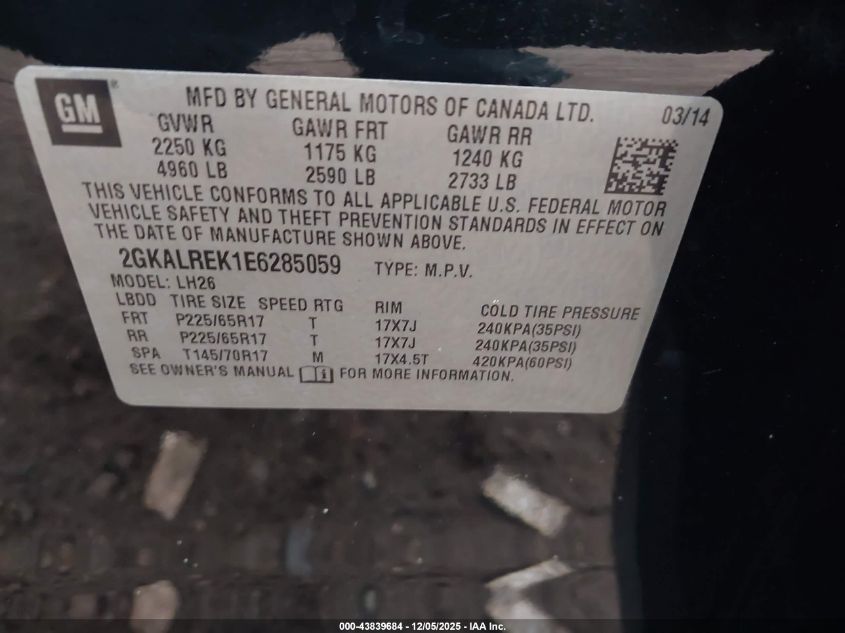 GM ®
MFD BY GENERAL MOTORS OF CANADA LTD. 03/14
GVWR GAWR FRT GAWR RR
2250 KG 1175 KG 1240 KG
4960 LB 2590 LB 2733 LB
THIS VEHICLE CONFORMS TO ALL APPLICABLE U.S. FEDERAL MOTOR
VEHICLE SAFETY AND THEFT PREVENTION STANDARDS IN EFFECT ON
THE DATE OF MANUFACTURE SHOWN ABOVE.
2GKALREK1E6285059 TYPE: M.P.V.
MODEL: LH26
LBDD TIRE SIZE SPEED RTG RIM COLD TIRE PRESSURE
FRT P225/65R17 T 17X7J 240KPA(35PSI)
RR P225/65R17 T 17X7J 240KPA(35PSI)
SPA T145/70R17 M 17X4.5T 420KPA(60PSI)
SEE OWNER'S MANUAL FOR MORE INFORMATION.
000-43839684 - 12/05/2025 - IAA Inc.